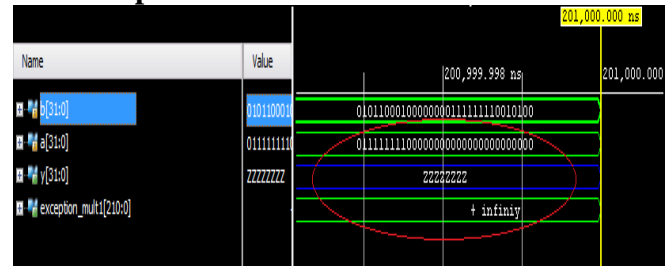 201,000.000 ns
Name Value
200,999.998 ns 201,000.000
b[31:0] 010110001 01011000100000000111111110010100
a[31:0] 011111111 01111111100000000000000000000000
y[31:0] ZZZZZZZZ ZZZZZZZZ
exception_mult1[210:0] + infiniy